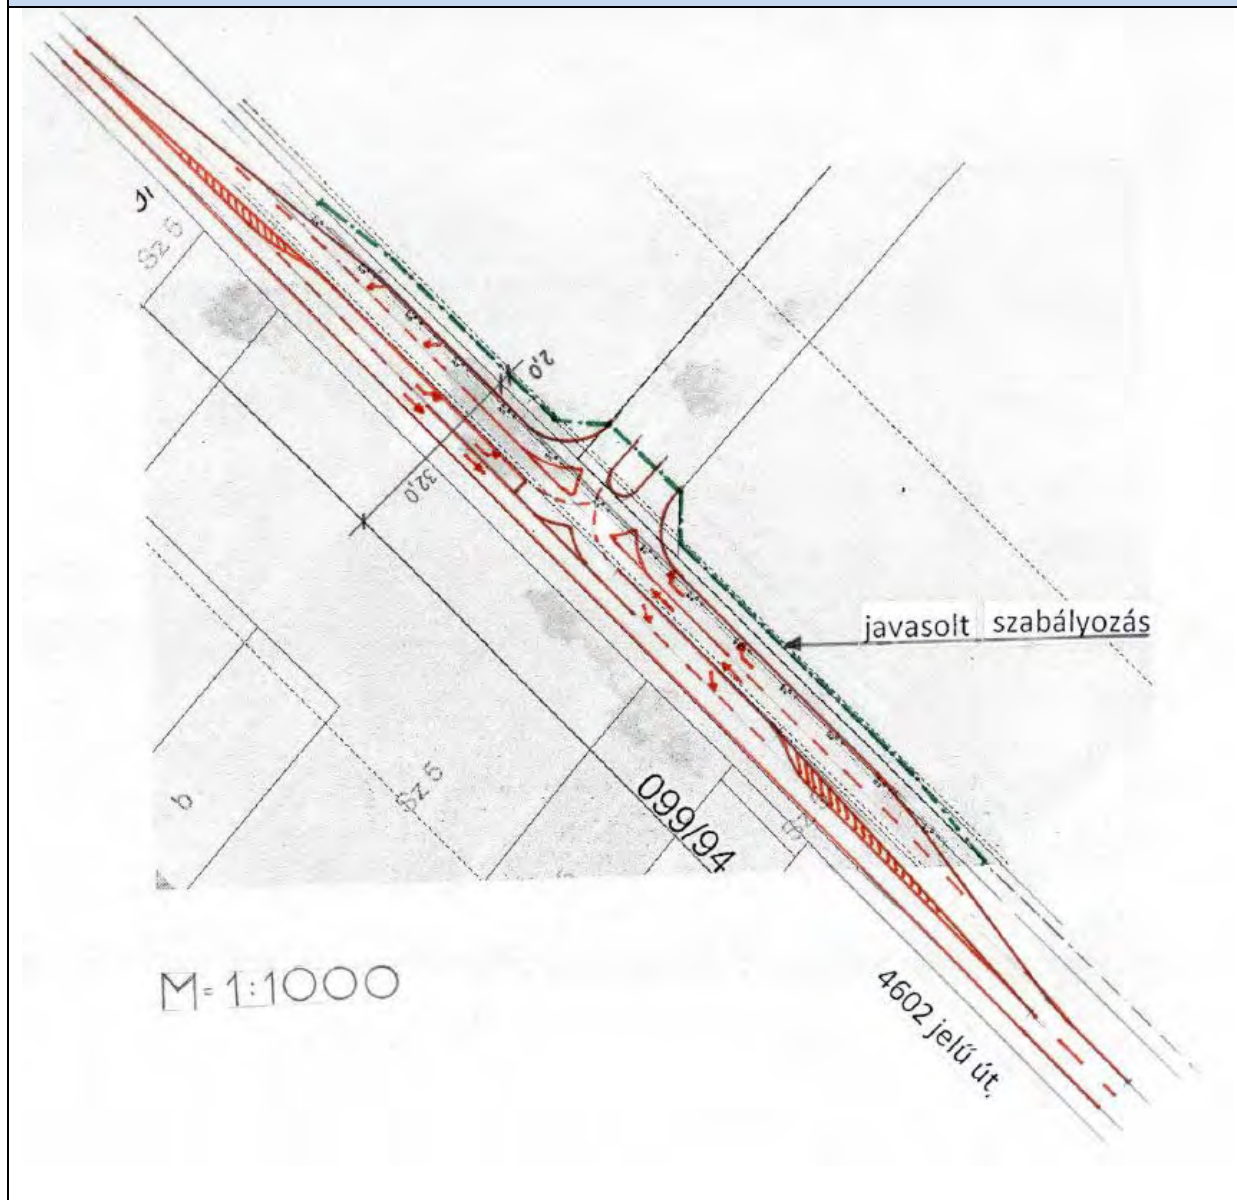 Sz 5
2,0
32,0
javasolt szabályozás
Sz 5
b
099/94
M= 1:1000
4602 jelű út,